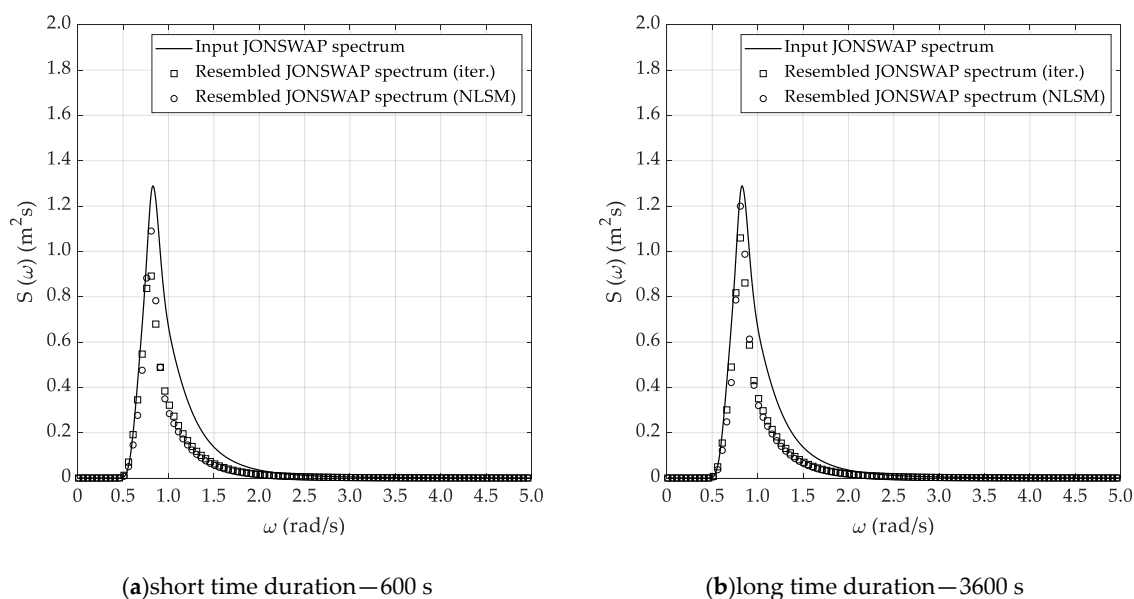 2.0
1.8
1.6
1.4
1.2
1.0
0.8
0.6
0.4
0.2
0
S (ω) (m²s)
Input JONSWAP spectrum
Resembled JONSWAP spectrum (iter.)
Resembled JONSWAP spectrum (NLSM)
0 0.5 1.0 1.5 2.0 2.5 3.0 3.5 4.0 4.5 5.0
ω (rad/s)
(a)short time duration—600 s
2.0
1.8
1.6
1.4
1.2
1.0
0.8
0.6
0.4
0.2
0
S (ω) (m²s)
Input JONSWAP spectrum
Resembled JONSWAP spectrum (iter.)
Resembled JONSWAP spectrum (NLSM)
0 0.5 1.0 1.5 2.0 2.5 3.0 3.5 4.0 4.5 5.0
ω (rad/s)
(b)long time duration—3600 s